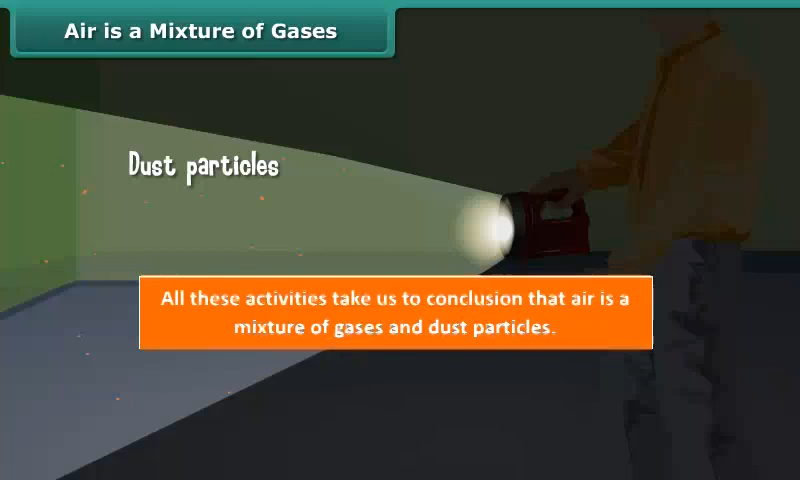 Air is a Mixture of Gases
Dust particles
All these activities take us to conclusion that air is a
mixture of gases and dust particles.